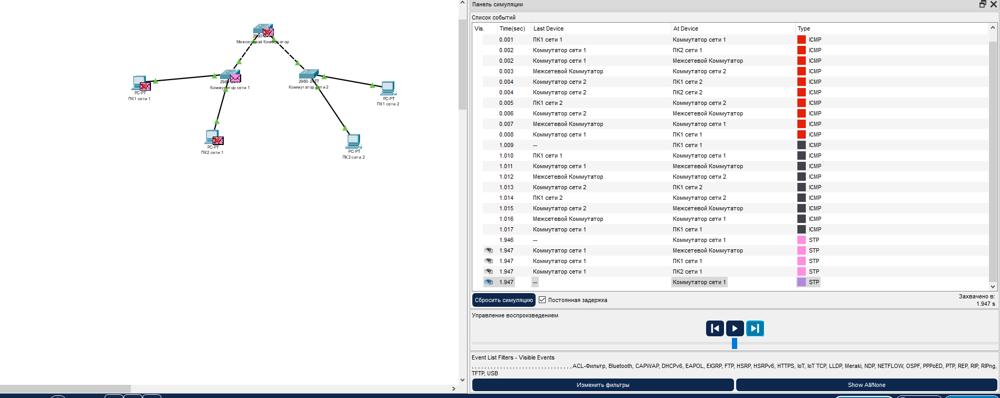 Межсетевой Коммутатор
Коммутатор сети 1
2960-24TT
Коммутатор сети 2
PC-PT
ПК1 сети 1
PC-PT
ПК1 сети 2
PC-PT
ПК2 сети 1
PC-PT
ПК2 сети 2
Панель симуляции
Список событий
Vis. Time(sec) Last Device At Device Type
0.001 ПК1 сети 1 Коммутатор сети 1 ICMP
0.002 Коммутатор сети 1 ПК2 сети 1 ICMP
0.002 Коммутатор сети 1 Межсетевой Коммутатор ICMP
0.003 Межсетевой Коммутатор Коммутатор сети 2 ICMP
0.004 Коммутатор сети 2 ПК1 сети 2 ICMP
0.004 Коммутатор сети 2 ПК2 сети 2 ICMP
0.005 ПК1 сети 2 Коммутатор сети 2 ICMP
0.006 Коммутатор сети 2 Межсетевой Коммутатор ICMP
0.007 Межсетевой Коммутатор Коммутатор сети 1 ICMP
0.008 Коммутатор сети 1 ПК1 сети 1 ICMP
1.009 -- ПК1 сети 1 ICMP
1.010 ПК1 сети 1 Коммутатор сети 1 ICMP
1.011 Коммутатор сети 1 Межсетевой Коммутатор ICMP
1.012 Межсетевой Коммутатор Коммутатор сети 2 ICMP
1.013 Коммутатор сети 2 ПК1 сети 2 ICMP
1.014 ПК1 сети 2 Коммутатор сети 2 ICMP
1.015 Коммутатор сети 2 Межсетевой Коммутатор ICMP
1.016 Межсетевой Коммутатор Коммутатор сети 1 ICMP
1.017 Коммутатор сети 1 ПК1 сети 1 ICMP
1.946 -- Коммутатор сети 1 STP
1.947 Коммутатор сети 1 Межсетевой Коммутатор STP
1.947 Коммутатор сети 1 ПК1 сети 1 STP
1.947 Коммутатор сети 1 ПК2 сети 1 STP
1.947 -- Коммутатор сети 1 STP
Сбросить симуляцию Постоянная задержка Захвачено в:
1.947 s
Управление воспроизведением
Event List Filters - Visible Events
, , , , , , , , , , , , , , , , , , , , , , , , , , , , , , , ACL-Фильтр, Bluetooth, CAPWAP, DHCPv6, EAPOL, EIGRP, FTP, HSRP, HSRPv6, HTTPS, IoT, IoT TCP, LLDP, Meraki, NDP, NETFLOW, OSPF, PPPoED, PTP, REP, RIP, RIPng,
TFTP, USB
Изменить фильтры Show All/None